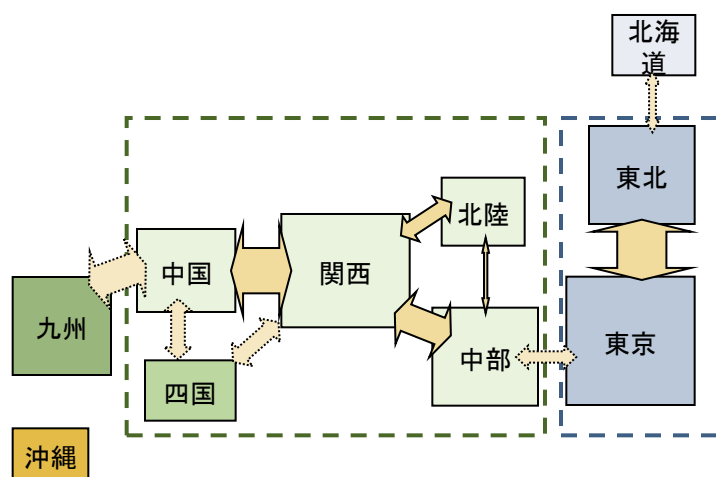 北海
道
東北
北陸
中国
関西
九州
中部
東京
四国
沖縄